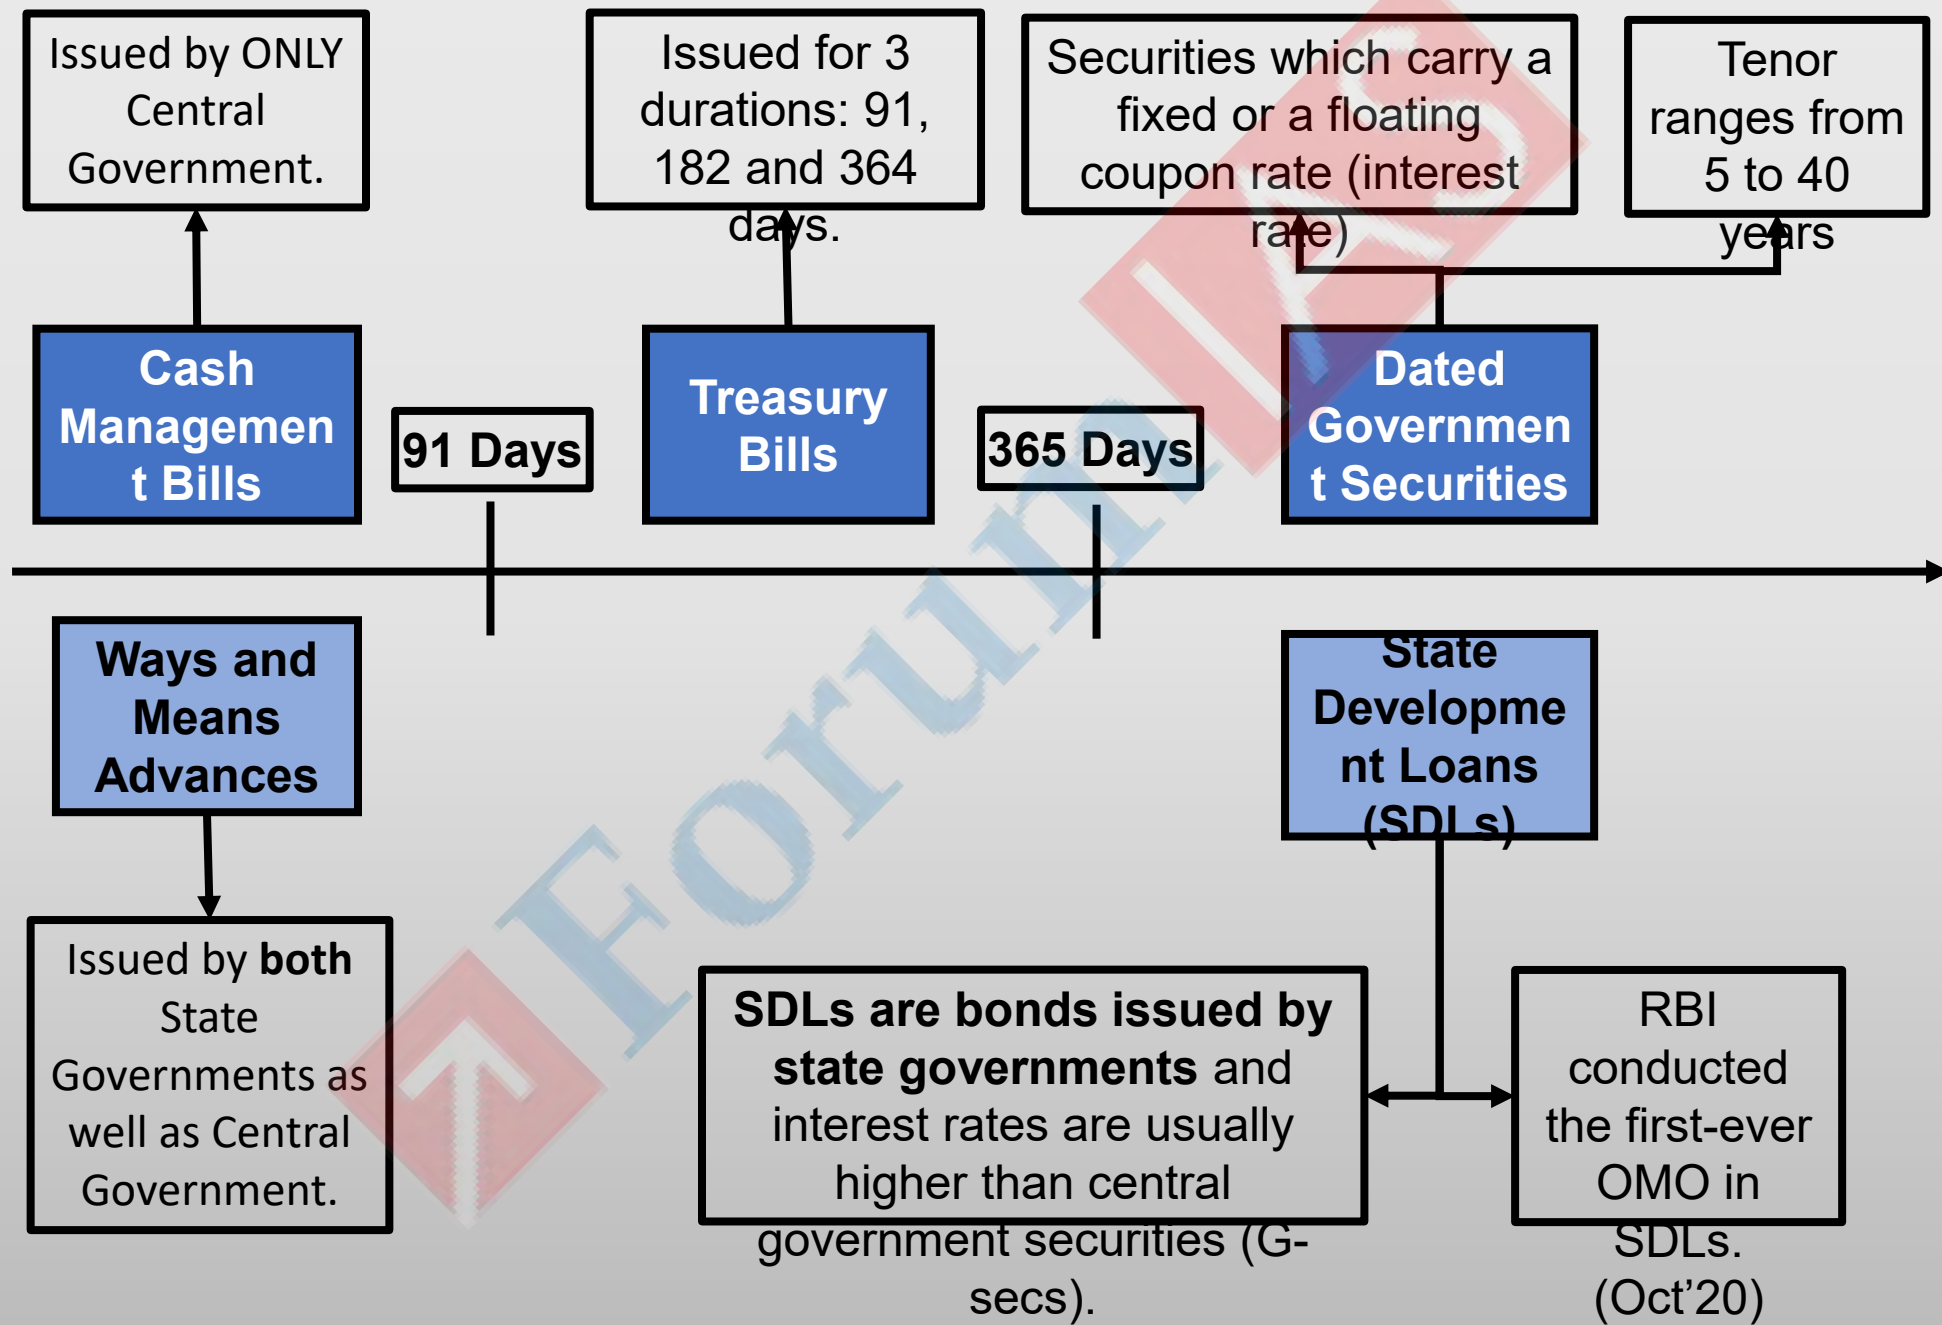 Issued by ONLY
Central
Government.
Issued for 3
durations: 91,
182 and 364
days.
Securities which carry a
fixed or a floating
coupon rate (interest
rate)
Tenor
ranges from
5 to 40
years
Cash
Managemen
t Bills
91 Days
Treasury
Bills
365 Days
Dated
Governmen
t Securities
Ways and
Means
Advances
State
Developme
nt Loans
(SDLs)
Issued by both
State
Governments as
well as Central
Government.
SDLs are bonds issued by
state governments and
interest rates are usually
higher than central
government securities (G-
secs).
RBI
conducted
the first-ever
OMO in
SDLs.
(Oct’20)
Forum IAS